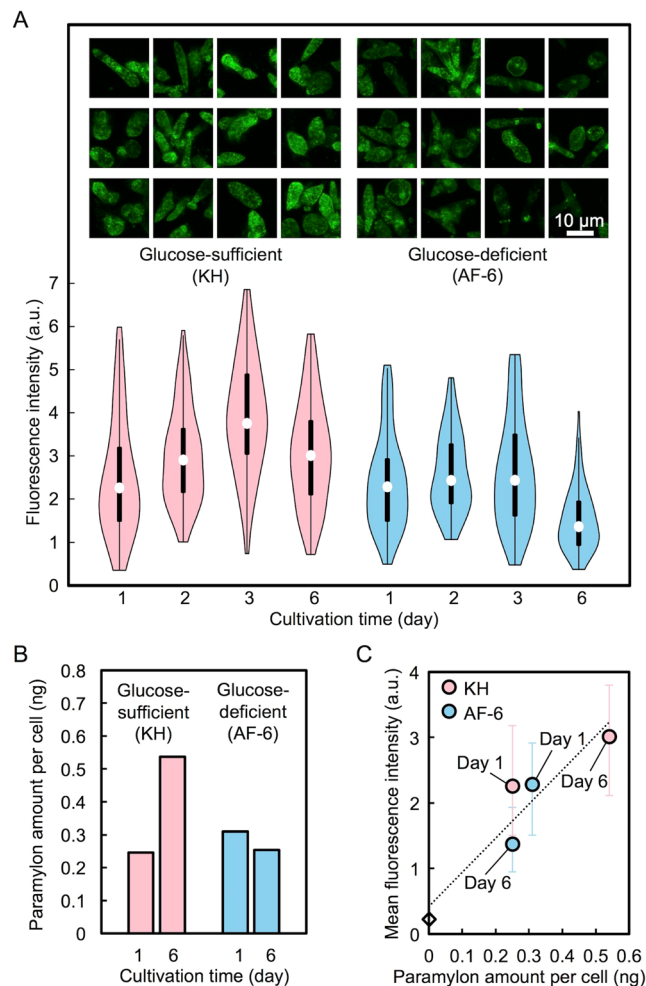 A
10 µm
Glucose-sufficient
(KH)
Glucose-deficient
(AF-6)
Fluorescence intensity (a.u.)
7
6
5
4
3
2
1
0
1 2 3 6 1 2 3 6
Cultivation time (day)
B
Paramylon amount per cell (ng)
0.8
0.7
0.6
0.5
0.4
0.3
0.2
0.1
0
Glucose-
sufficient
(KH)
Glucose-
deficient
(AF-6)
1 6 1 6
Cultivation time (day)
C
Mean fluorescence intensity (a.u.)
4
3
2
1
0
KH
AF-6
Day 1
Day 1
Day 6
Day 6
0 0.1 0.2 0.3 0.4 0.5 0.6
Paramylon amount per cell (ng)